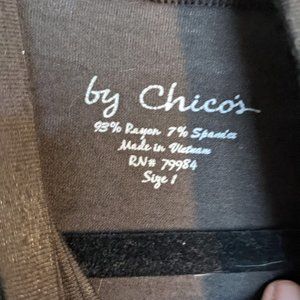 by Chico's
93% Rayon 7% Spandex
Made in Vietnam
RN# 79984
Size 1